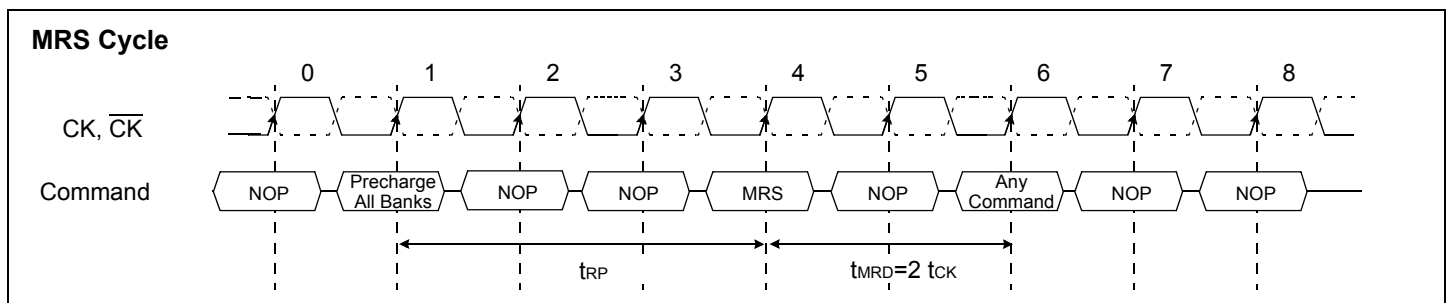 MRS Cycle
0 1 2 3 4 5 6 7 8
CK, C̅K̅
Command
NOP
Precharge
All Banks
NOP
NOP
MRS
NOP
Any
Command
NOP
NOP
tRP
tMRD=2 tCK